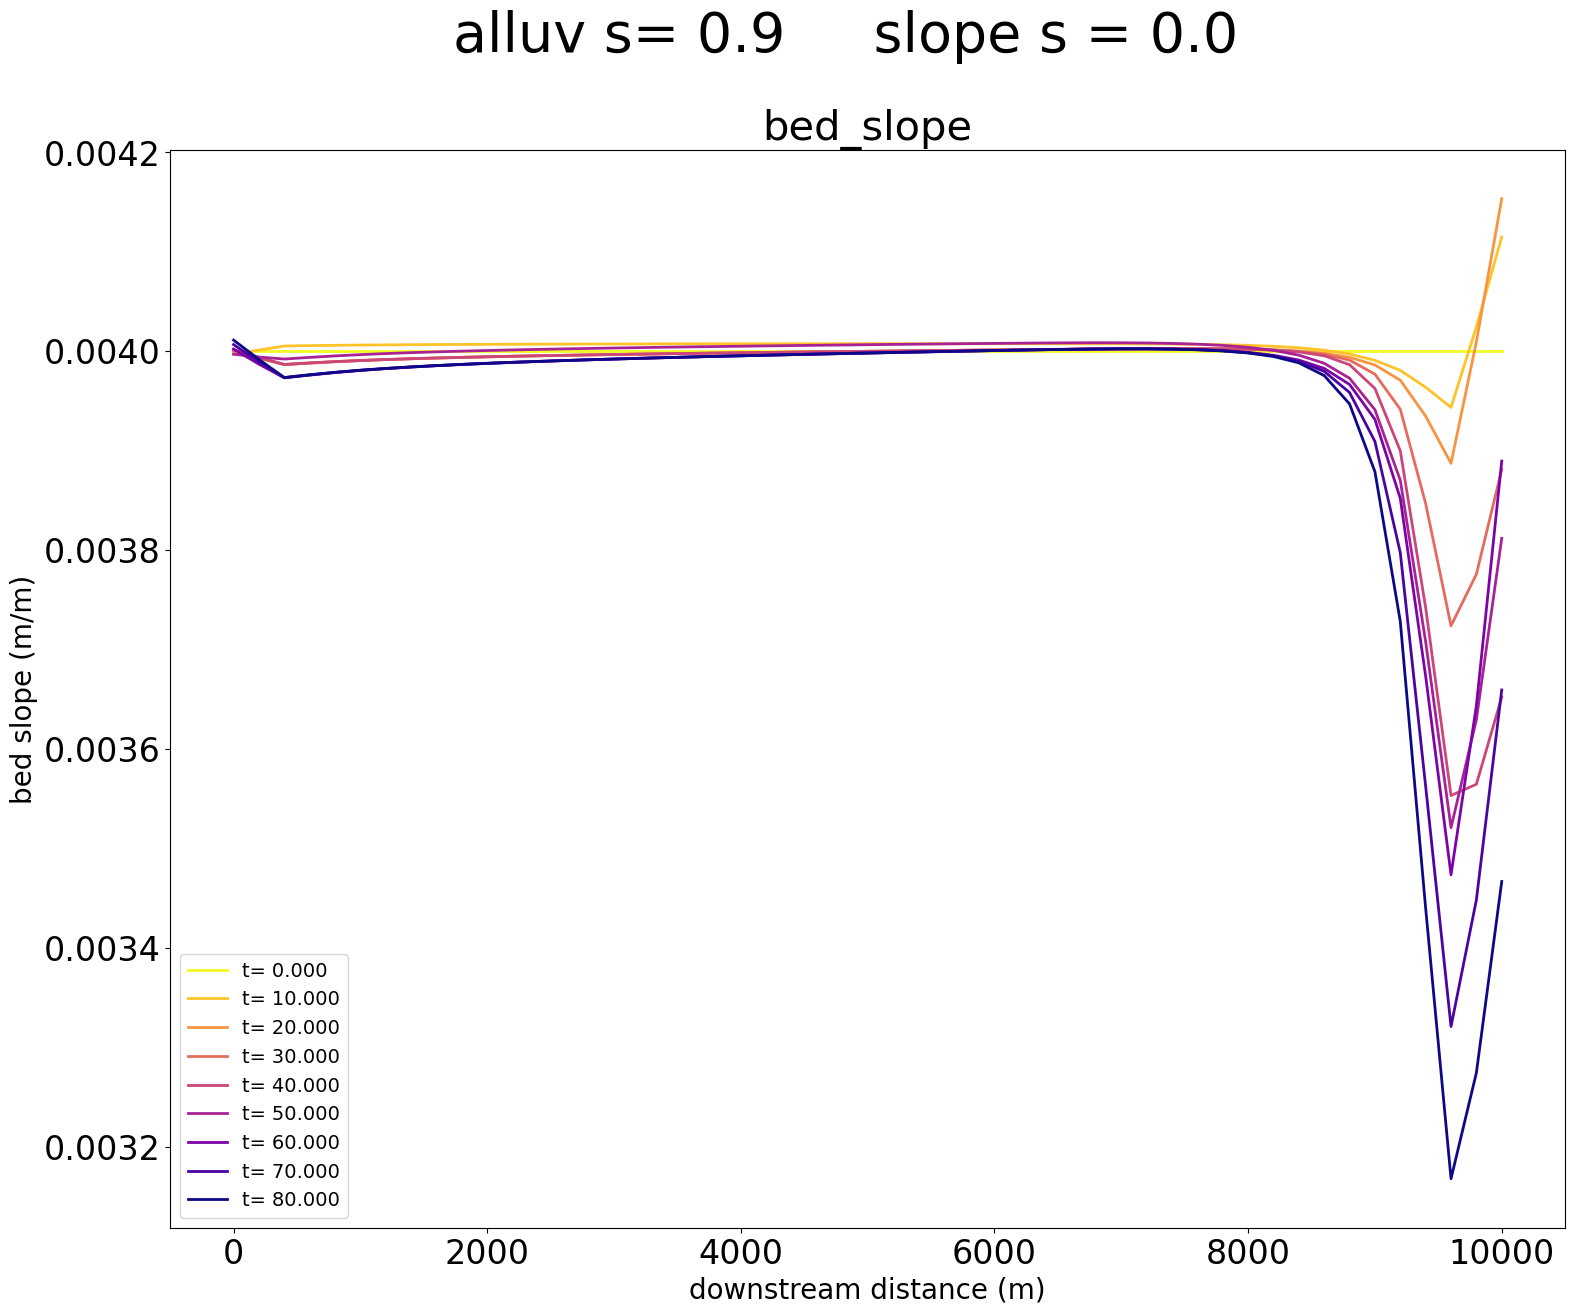 alluv s= 0.9 slope s = 0.0
bed_slope
0.0042
0.0040
0.0038
0.0036
0.0034
0.0032
bed slope (m/m)
t= 0.000
t= 10.000
t= 20.000
t= 30.000
t= 40.000
t= 50.000
t= 60.000
t= 70.000
t= 80.000
0 2000 4000 6000 8000 10000
downstream distance (m)